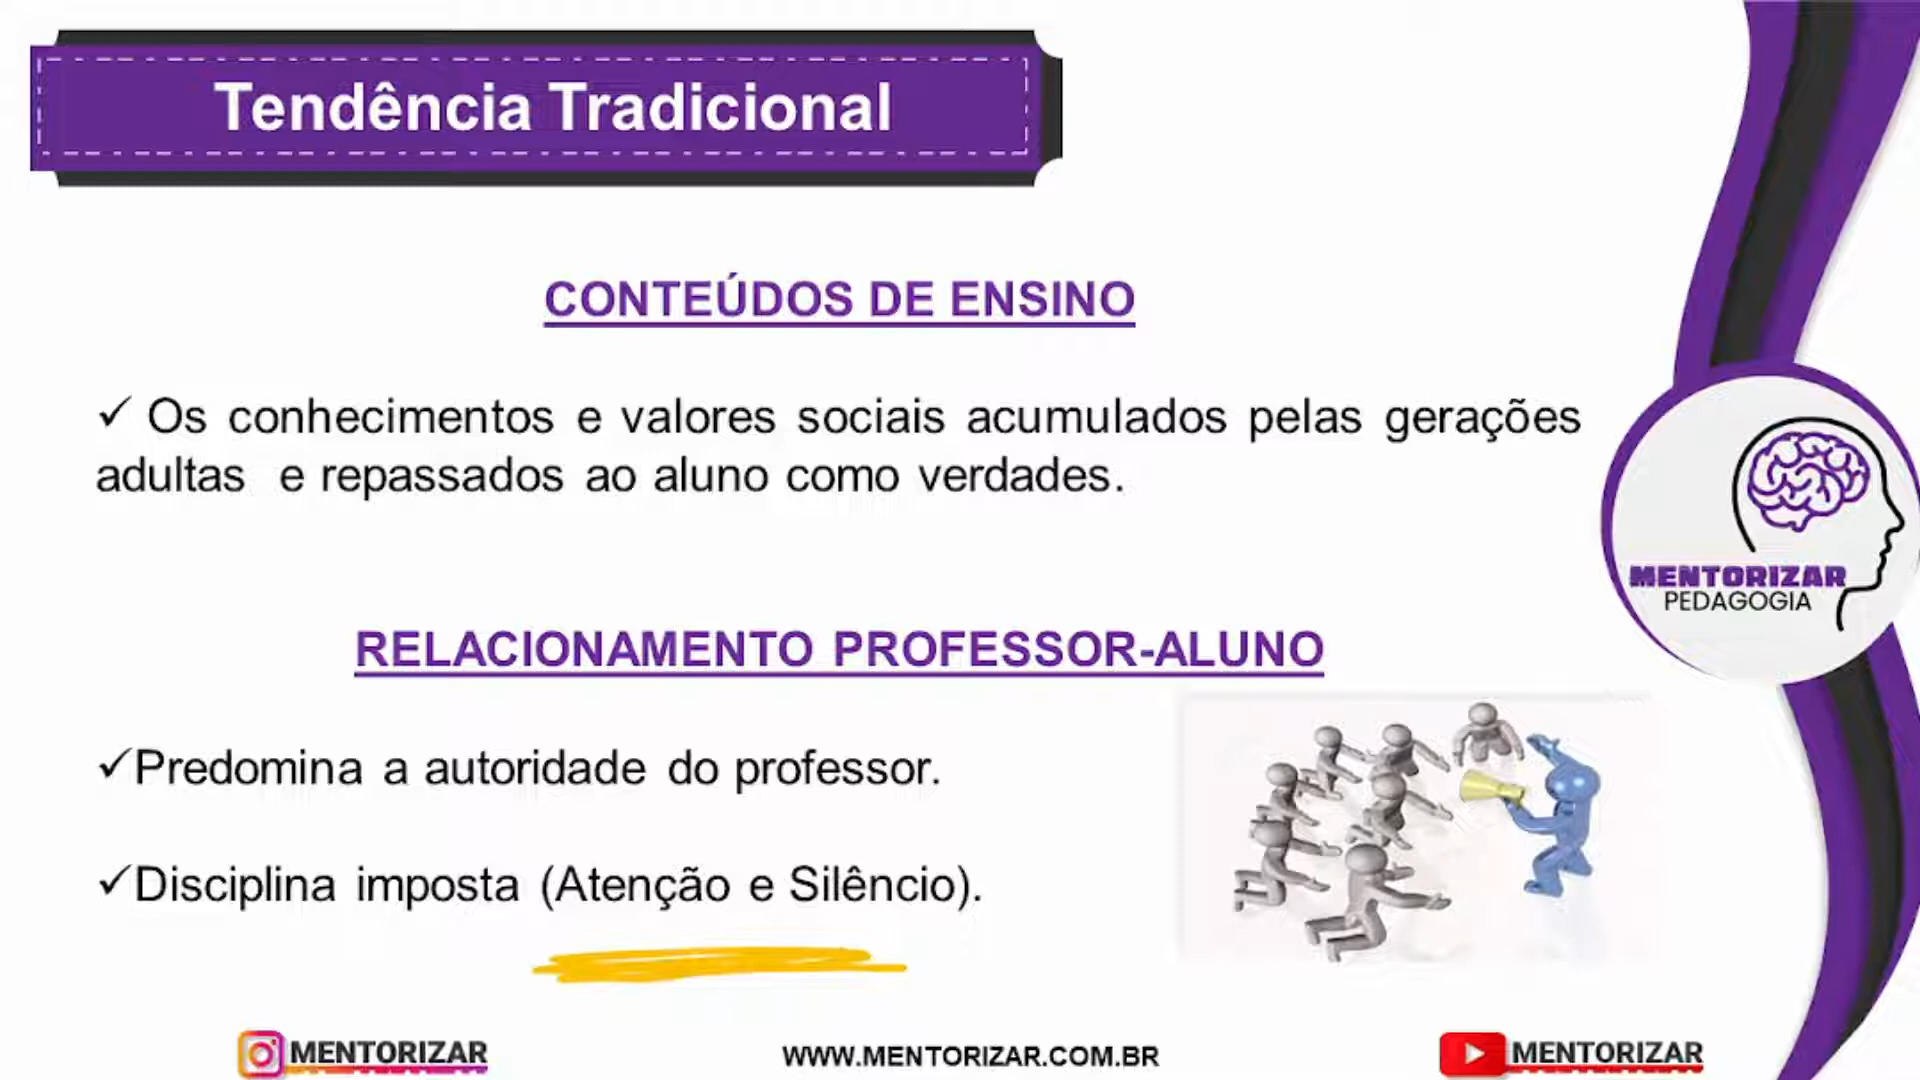 Tendência Tradicional
CONTEÚDOS DE ENSINO
✓ Os conhecimentos e valores sociais acumulados pelas gerações
adultas e repassados ao aluno como verdades.
MENTORIZAR
PEDAGOGIA
RELACIONAMENTO PROFESSOR-ALUNO
✓Predomina a autoridade do professor.
✓Disciplina imposta (Atenção e Silêncio).
MENTORIZAR
WWW.MENTORIZAR.COM.BR
MENTORIZAR